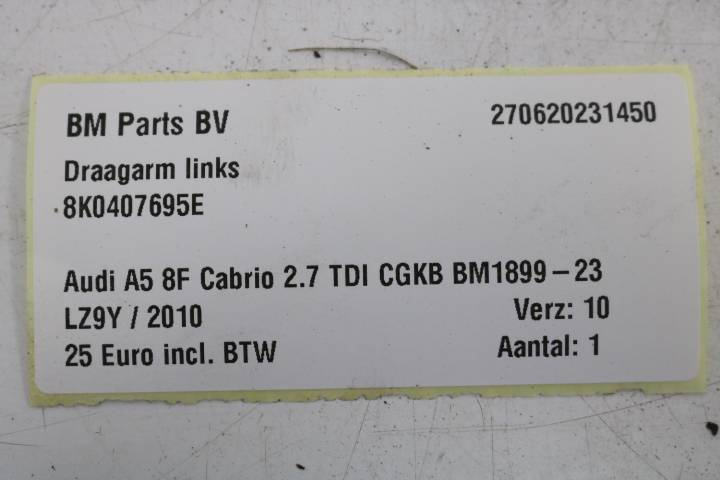 BM Parts BV 270620231450
Draagarm links
8K0407695E
Audi A5 8F Cabrio 2.7 TDI CGKB BM1899-23
LZ9Y / 2010 Verz: 10
25 Euro incl. BTW Aantal: 1